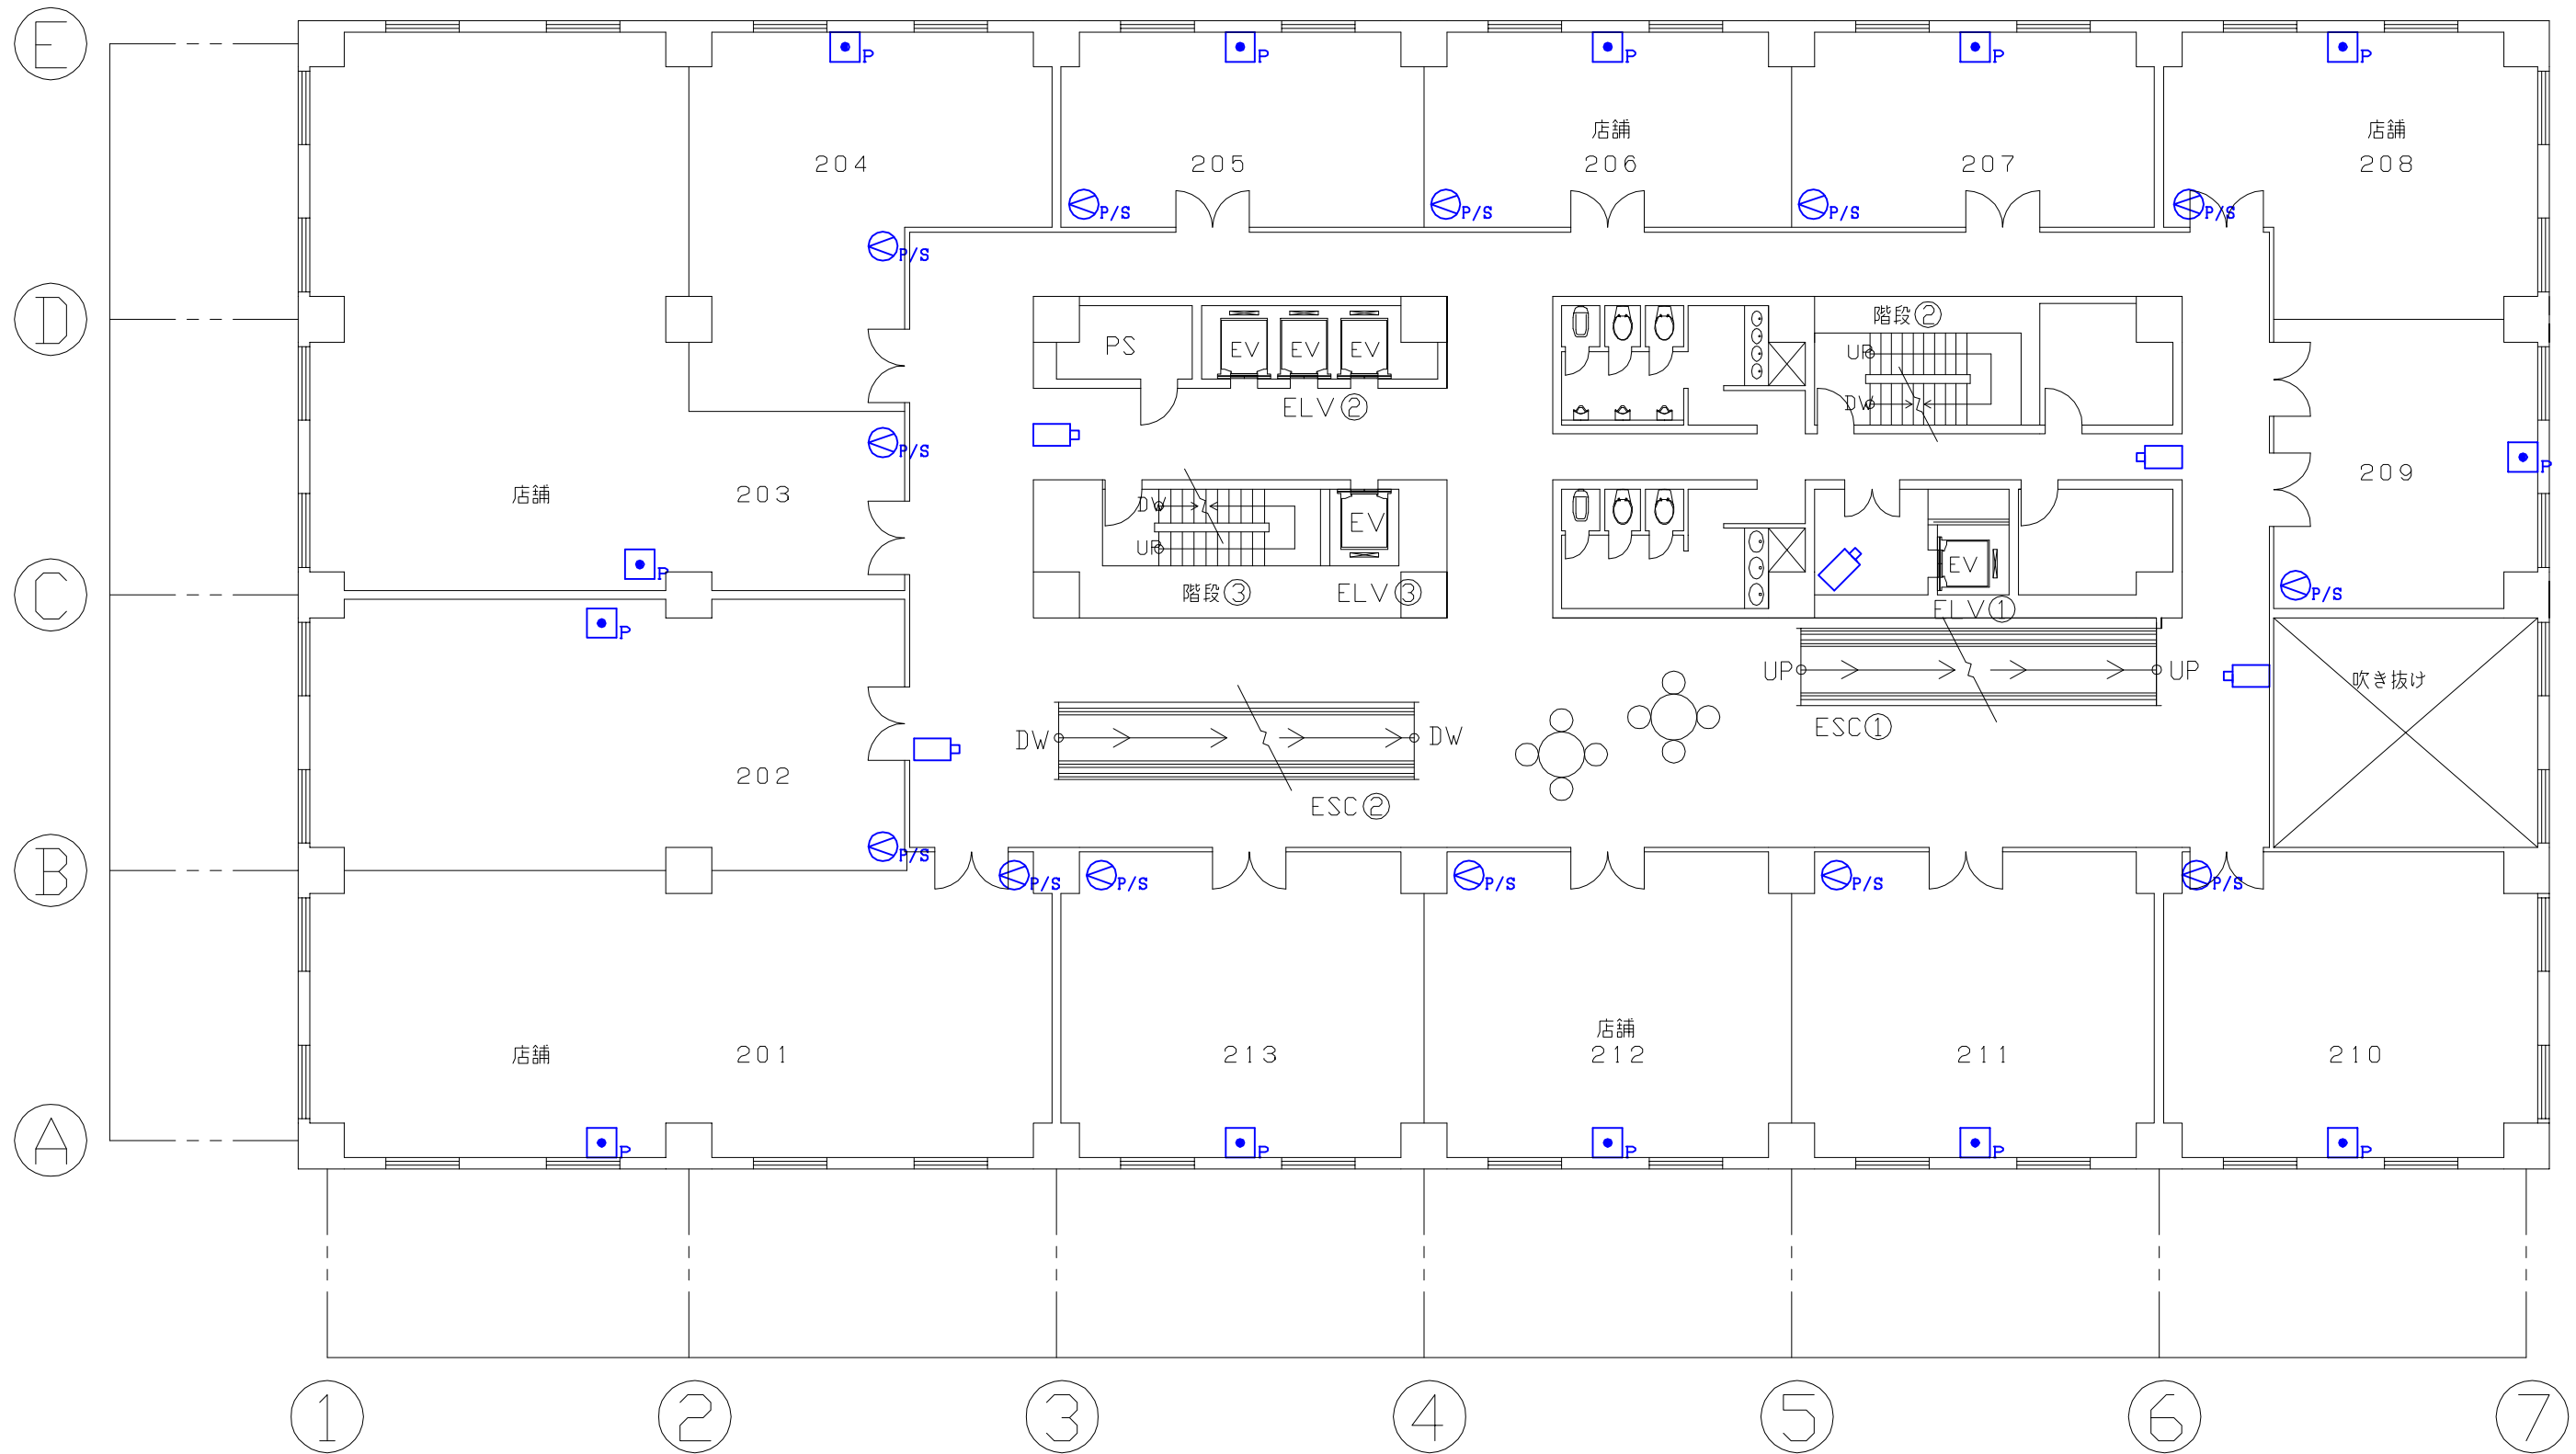 E
P
P
P
P
P
店舗
店舗
204
205
206
207
208
P/S
P/S
P/S
P/S
P/S
D
階段②
PS
EV
EV
EV
UP
ELV②
DW
P/S
209
P
店舗
203
DW
EV
UP
P
階段③
ELV③
EV
ELV①
P/S
C
P
UP
UP
吹き抜け
ESC①
DW
DW
202
ESC②
P/S
B
P/S
P/S
P/S
P/S
P/S
店舗
店舗
201
213
212
211
210
A
P
P
P
P
P
1
2
3
4
5
6
7